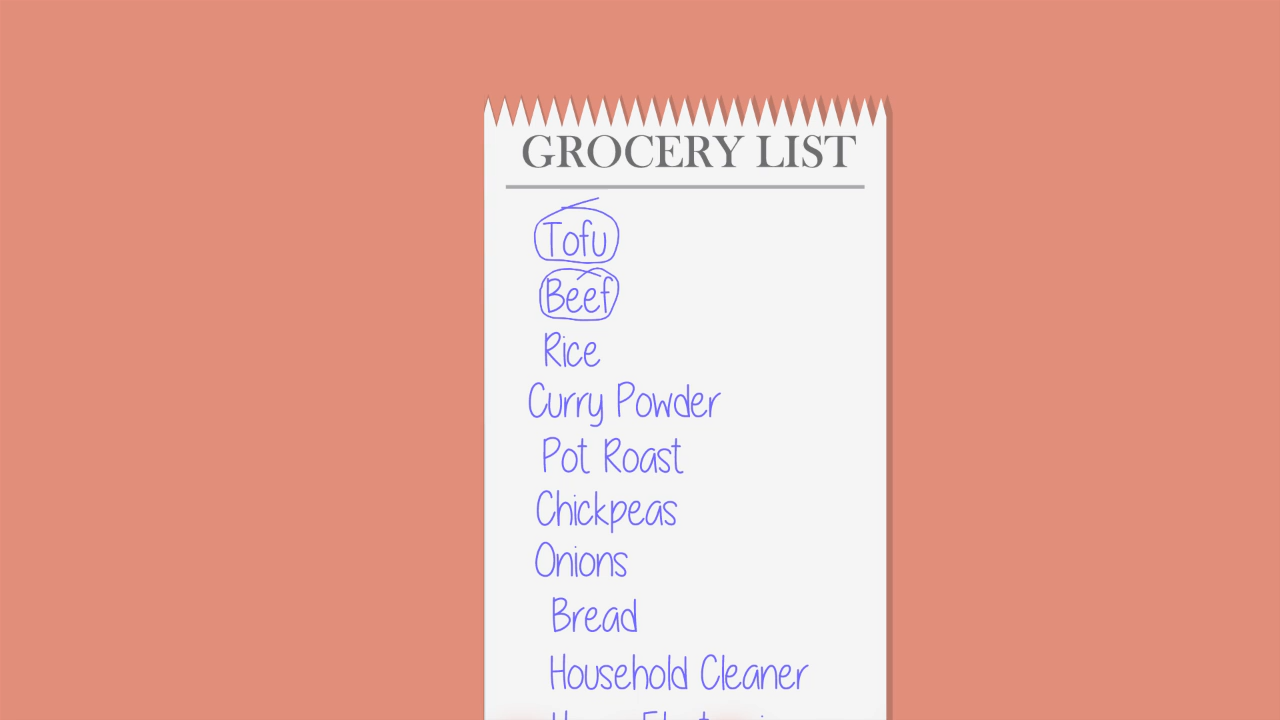 GROCERY LIST
Tofu
Beef
Rice
Curry Powder
Pot Roast
Chickpeas
Onions
Bread
Household Cleaner